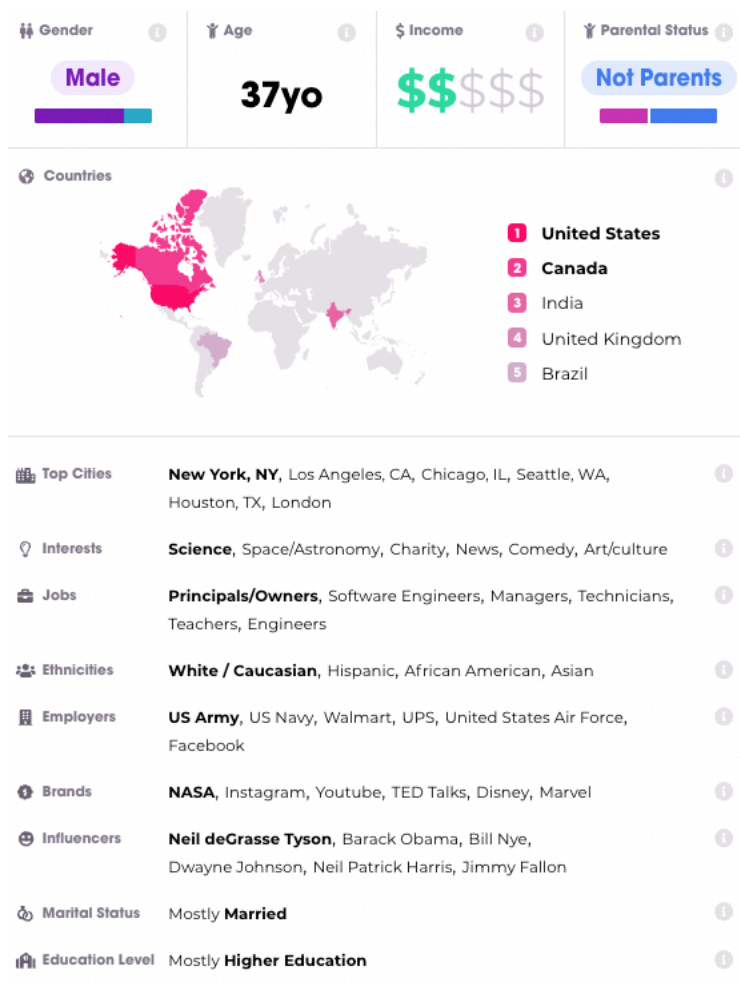 Gender
Age
$ Income
Parental Status
Male
37yo
$$$$$
Not Parents
Countries
1 United States
2 Canada
3 India
4 United Kingdom
5 Brazil
Top Cities New York, NY, Los Angeles, CA, Chicago, IL, Seattle, WA,
Houston, TX, London
Interests Science, Space/Astronomy, Charity, News, Comedy, Art/culture
Jobs Principals/Owners, Software Engineers, Managers, Technicians,
Teachers, Engineers
Ethnicities White / Caucasian, Hispanic, African American, Asian
Employers US Army, US Navy, Walmart, UPS, United States Air Force,
Facebook
Brands NASA, Instagram, Youtube, TED Talks, Disney, Marvel
Influencers Neil deGrasse Tyson, Barack Obama, Bill Nye,
Dwayne Johnson, Neil Patrick Harris, Jimmy Fallon
Marital Status Mostly Married
Education Level Mostly Higher Education